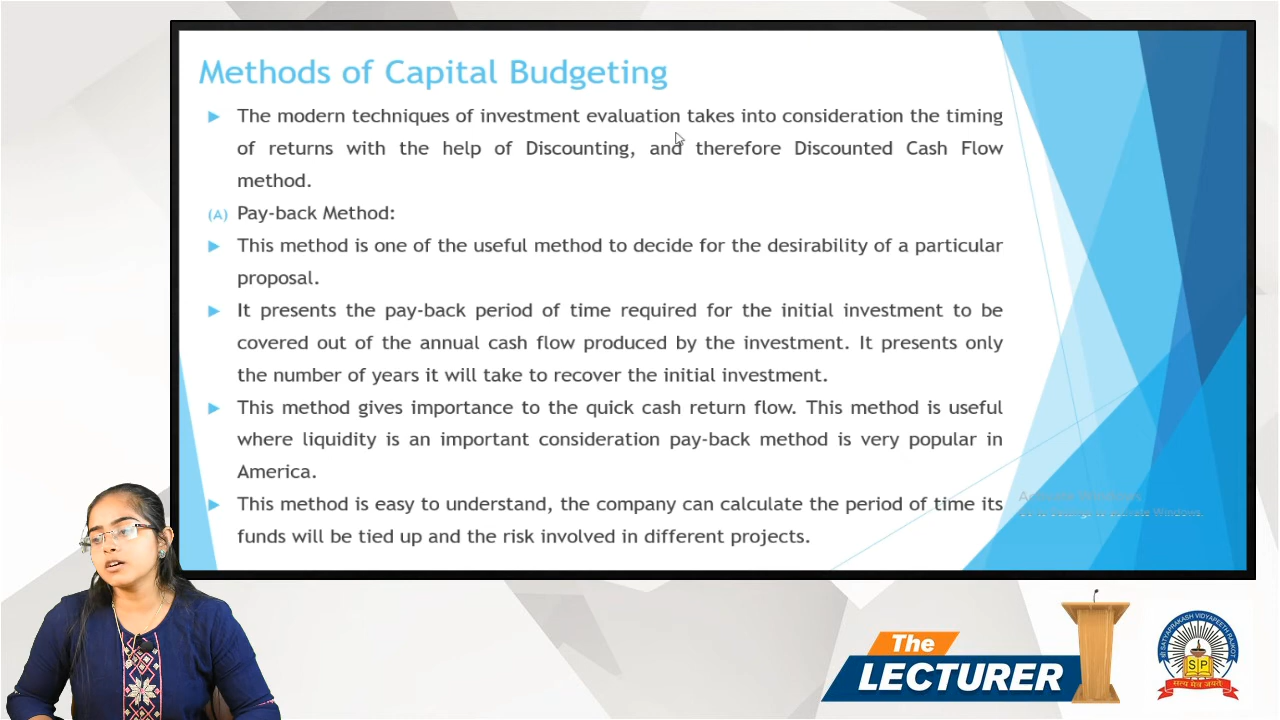 Methods of Capital Budgeting
The modern techniques of investment evaluation takes into consideration the timing
of returns with the help of Discounting, and therefore Discounted Cash Flow
method.
(A) Pay-back Method:
This method is one of the useful method to decide for the desirability of a particular
proposal.
It presents the pay-back period of time required for the initial investment to be
covered out of the annual cash flow produced by the investment. It presents only
the number of years it will take to recover the initial investment.
This method gives importance to the quick cash return flow. This method is useful
where liquidity is an important consideration pay-back method is very popular in
America.
This method is easy to understand, the company can calculate the period of time its
funds will be tied up and the risk involved in different projects.
The
LECTURER
SATYAPRAKASH VIDYAPEETH RAJKOT
S P
सत्य मेव जयते